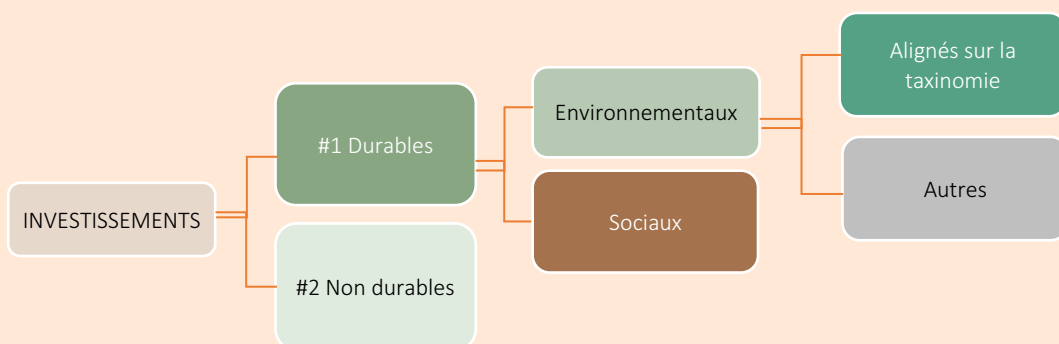 INVESTISSEMENTS
#1 Durables
#2 Non durables
Environnementaux
Sociaux
Alignés sur la
taxinomie
Autres